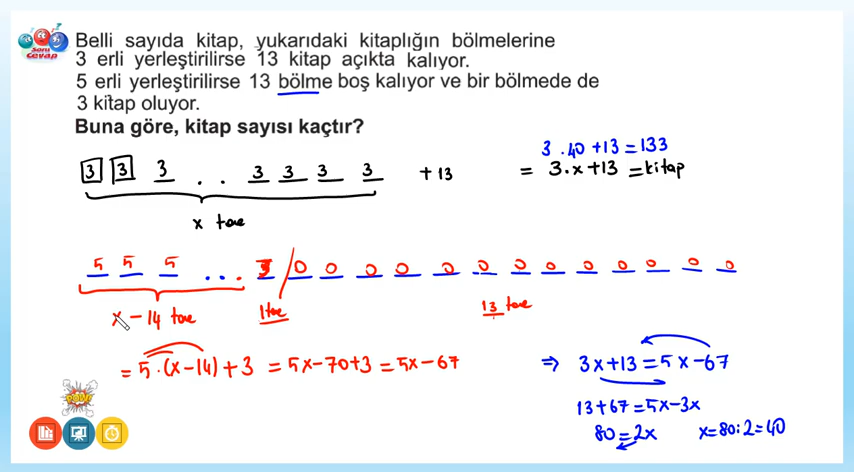 Soru
Cevap
Belli sayıda kitap, yukarıdaki kitaplığın bölmelerine
3 erli yerleştirilirse 13 kitap açıkta kalıyor.
5 erli yerleştirilirse 13 bölme boş kalıyor ve bir bölmede de
3 kitap oluyor.
Buna göre, kitap sayısı kaçtır?
3 . 40 + 13 = 133
3 3 3 . . 3 3 3 3 + 13 = 3 . x + 13 = kitap
x tane
5 5 5 ... 3 / 0 0 0 0 0 0 0 0 0 0 0 0 0
x - 14 tane 1 tane 13 tane
= 5 . (x - 14) + 3 = 5x - 70 + 3 = 5x - 67 ⇒ 3x + 13 = 5x - 67
13 + 67 = 5x - 3x
80 = 2x x = 80 : 2 = 40